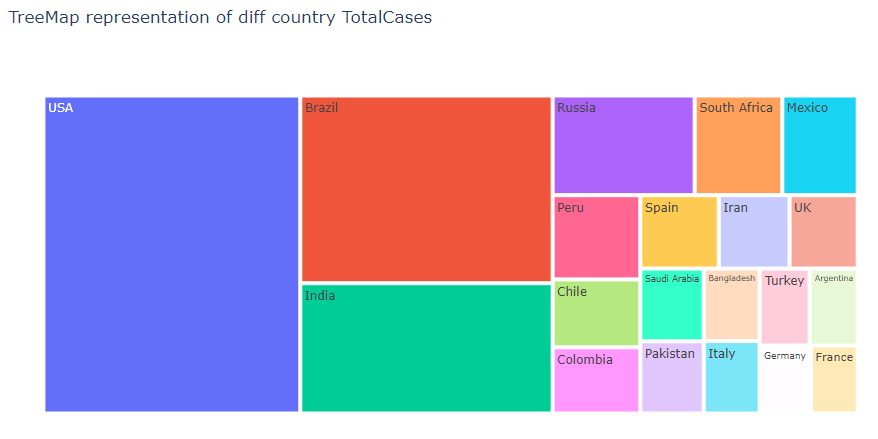 TreeMap representation of diff country TotalCases
USA
Brazil
Russia
South Africa
Mexico
Peru
Spain
Iran
UK
Saudi Arabia
Bangladesh
Turkey
Argentina
India
Chile
Colombia
Pakistan
Italy
Germany
France